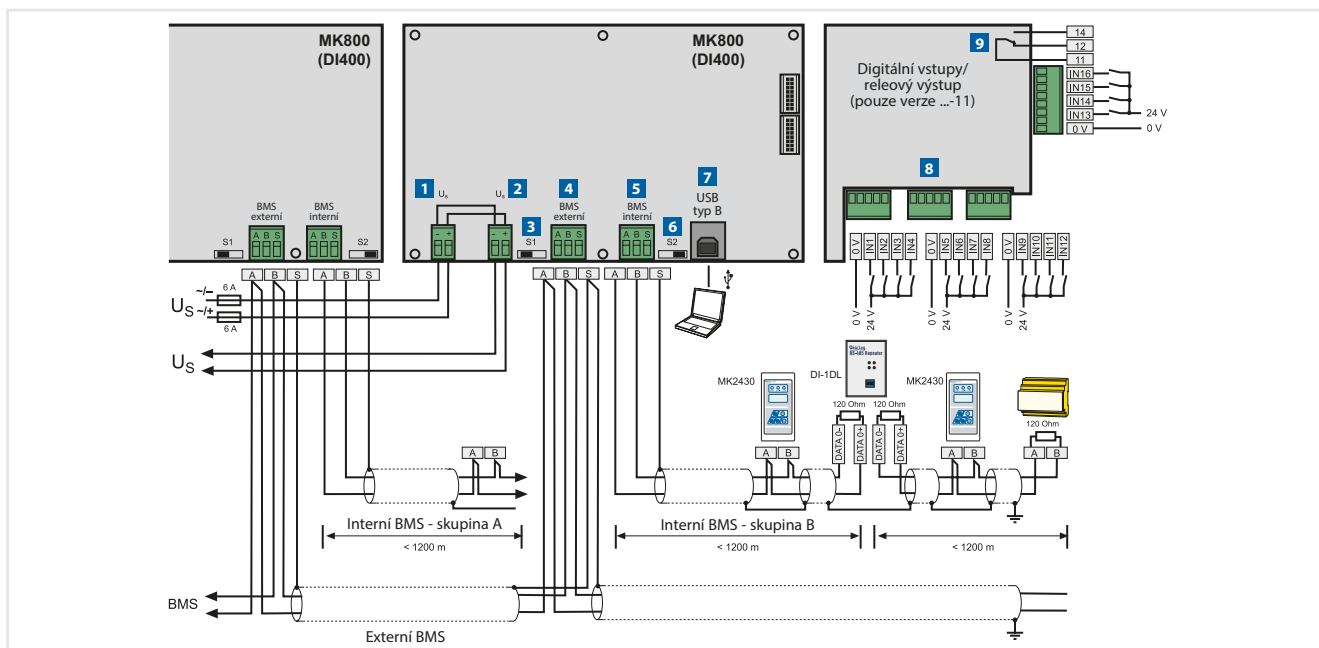 MK800
(DI400)
BMS
externí
BMS
interní
A B S
A B S
S1
S2
A B S A B S
MK800
(DI400)
1
Us
Us
2
3
4
5
6
7
BMS
externí
BMS
interní
USB
typ B
- +
- +
S1
A B S
A B S
S2
A B S A B S
Digitální vstupy/
releový výstup
(pouze verze ...-11)
9
14
12
11
IN16
IN15
IN14
IN13
0 V
24 V
0 V
8
0 V IN1 IN2 IN3 IN4
0 V IN5 IN6 IN7 IN8
0 V IN9 IN10 IN11 IN12
0 V 24 V
0 V 24 V
0 V 24 V
US
~/–
6 A
~/+
6 A
US
MK2430
DI-1DL
RS-485 Repeater
MK2430
120 Ohm
120 Ohm
120 Ohm
A B
A B
DATA 0-
DATA 0+
DATA 0-
DATA 0+
A B
A B
Interní BMS - skupina A
< 1200 m
Interní BMS - skupina B
< 1200 m
< 1200 m
BMS
Externí BMS